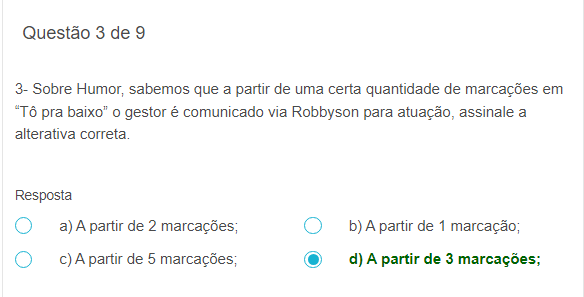 Questão 3 de 9
3- Sobre Humor, sabemos que a partir de uma certa quantidade de marcações em
“Tô pra baixo” o gestor é comunicado via Robbyson para atuação, assinale a
alterativa correta.
Resposta
a) A partir de 2 marcações;
b) A partir de 1 marcação;
c) A partir de 5 marcações;
d) A partir de 3 marcações;